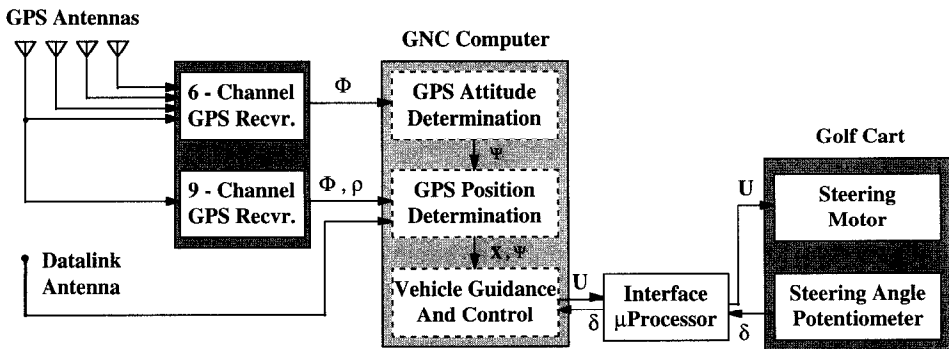 GPS Antennas
GNC Computer
6 - Channel
GPS Recvr.
Φ
GPS Attitude
Determination
Ψ
Golf Cart
9 - Channel
GPS Recvr.
Φ , ρ
GPS Position
Determination
U
Steering
Motor
X , Ψ
Datalink
Antenna
Vehicle Guidance
And Control
U
δ
Interface
μProcessor
δ
Steering Angle
Potentiometer